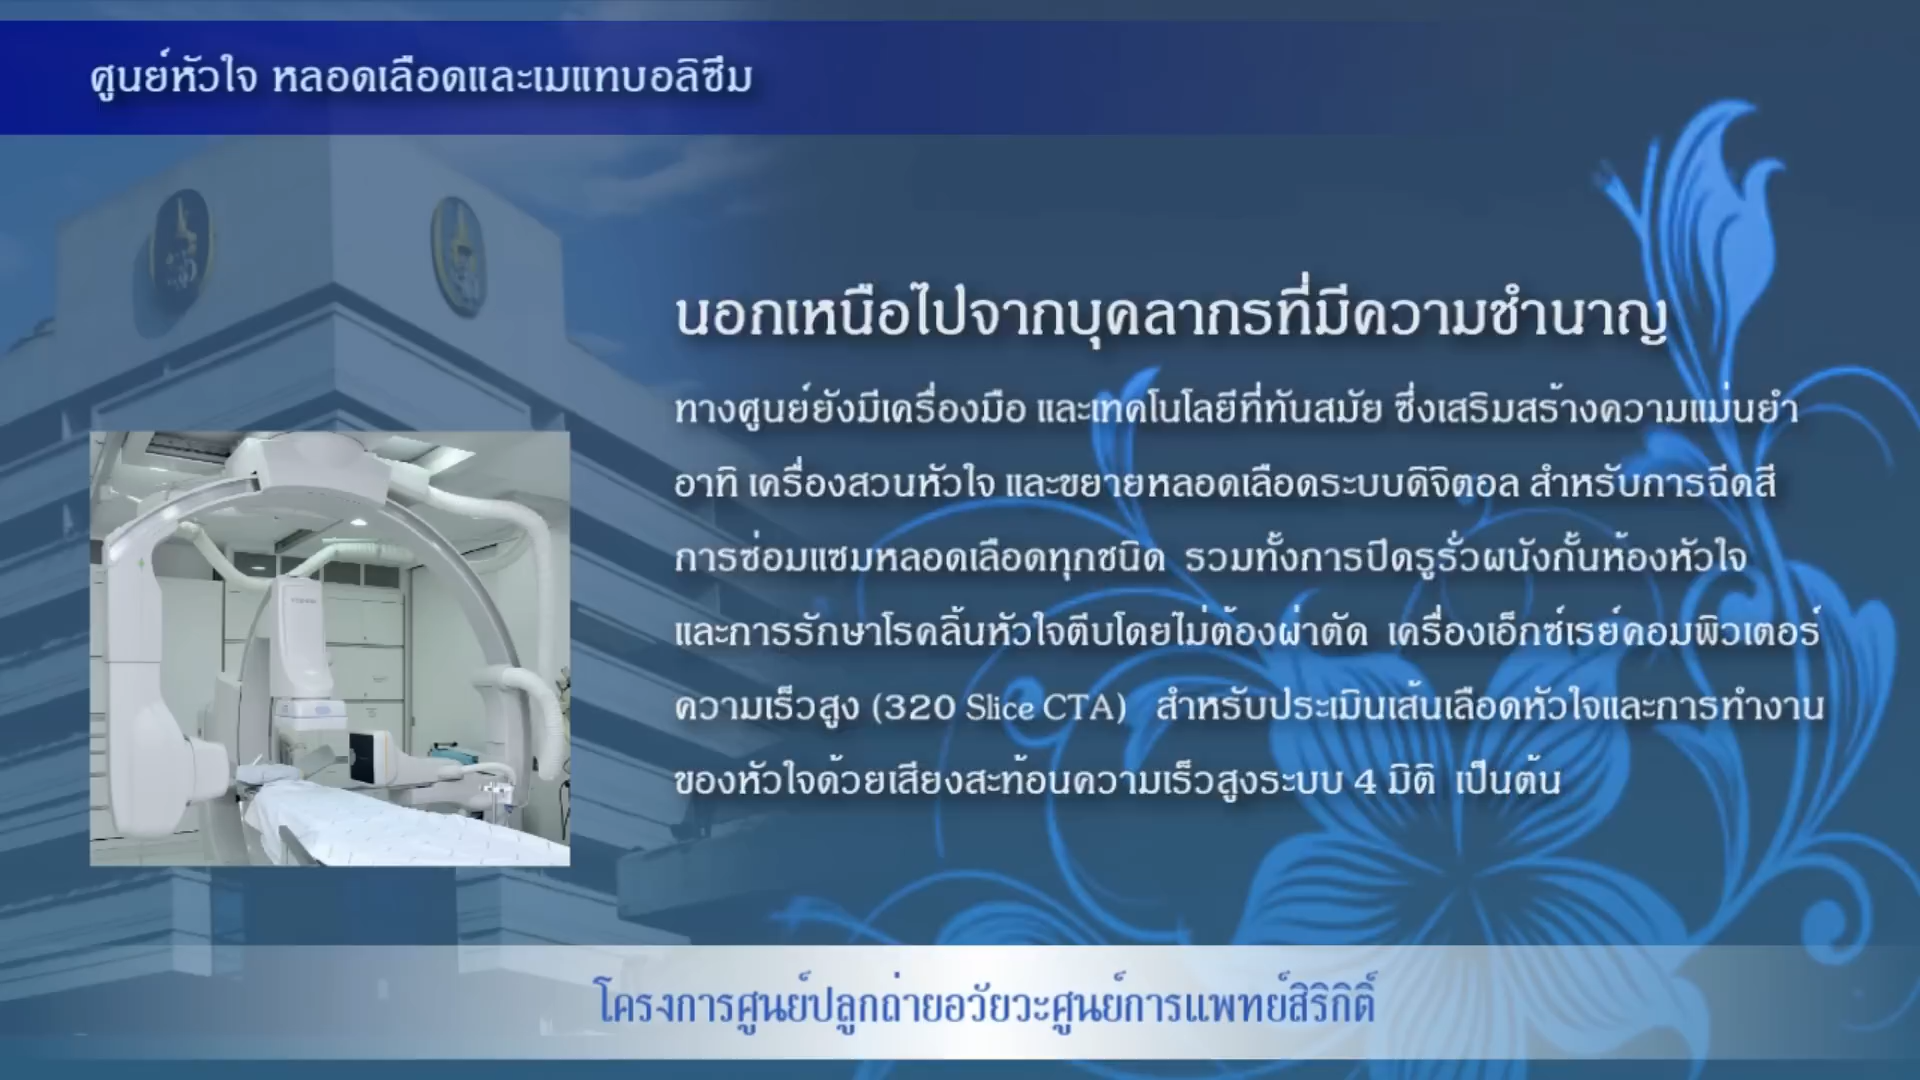 ศูนย์หัวใจ หลอดเลือดและเมแทบอลิซึม
นอกเหนือไปจากบุคลากรที่มีความชำนาญ
ทางศูนย์ยังมีเครื่องมือ และเทคโนโลยีที่ทันสมัย ซึ่งเสริมสร้างความแม่นยำ
อาทิ เครื่องสวนหัวใจ และขยายหลอดเลือดระบบดิจิตอล สำหรับการฉีดสี
การซ่อมแซมหลอดเลือดทุกชนิด รวมทั้งการปิดรูรั่วผนังกั้นห้องหัวใจ
และการรักษาโรคลิ้นหัวใจตีบโดยไม่ต้องผ่าตัด เครื่องเอ็กซ์เรย์คอมพิวเตอร์
ความเร็วสูง (320 Slice CTA) สำหรับประเมินเส้นเลือดหัวใจและการทำงาน
ของหัวใจด้วยเสียงสะท้อนความเร็วสูงระบบ 4 มิติ เป็นต้น
โครงการศูนย์ปลูกถ่ายอวัยวะศูนย์การแพทย์สิริกิติ์